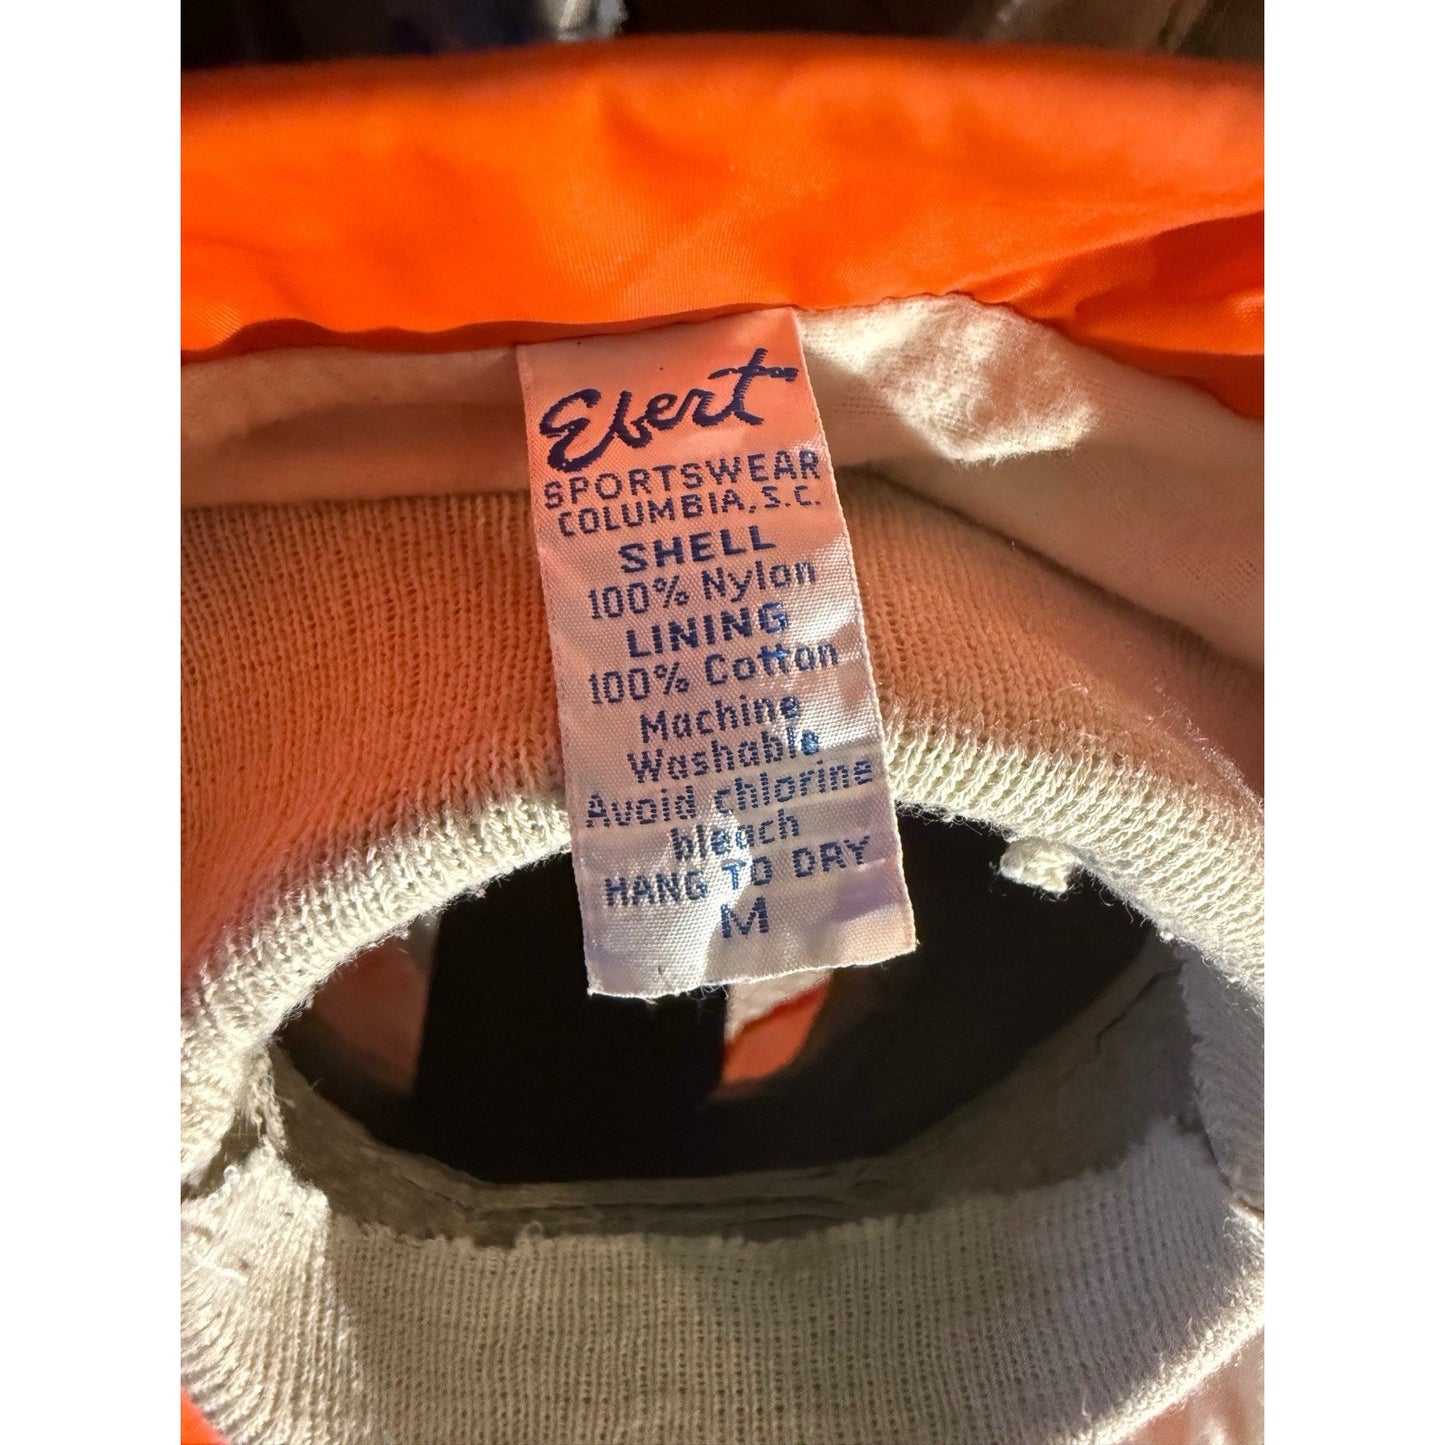 Ebert
SPORTSWEAR
COLUMBIA, S.C.
SHELL
100% Nylon
LINING
100% Cotton
Machine
Washable
Avoid chlorine
bleach
HANG TO DRY
M